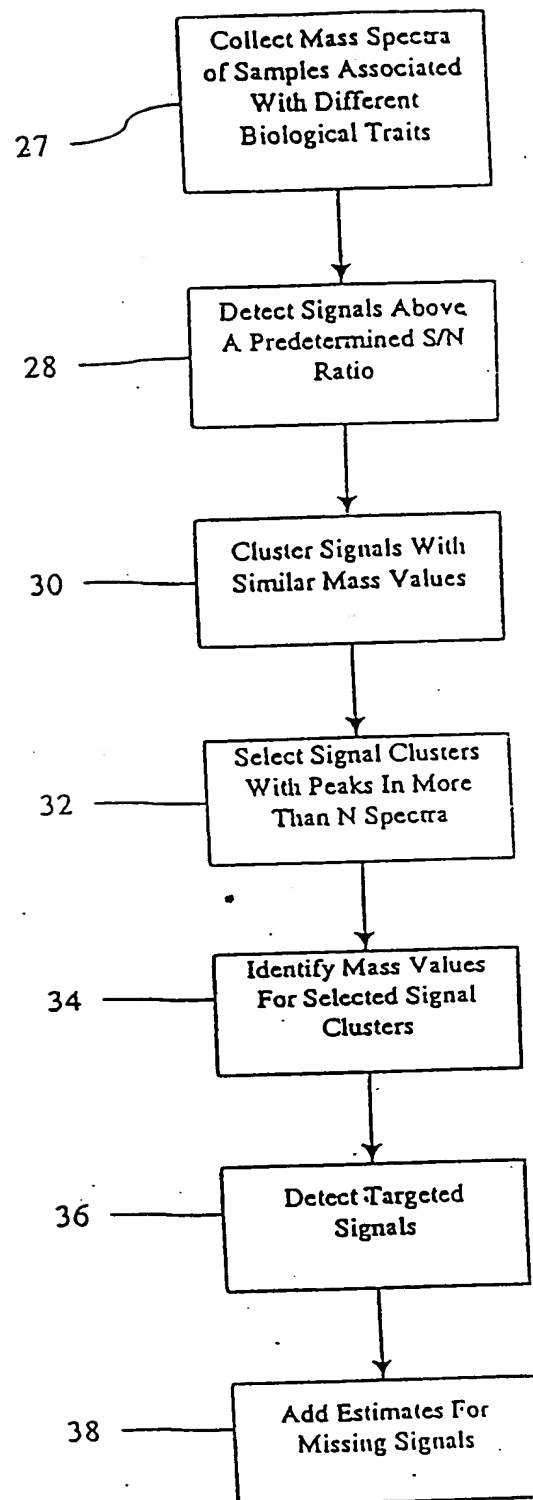 Collect Mass Spectra
of Samples Associated
With Different
Biological Traits
27
Detect Signals Above
A Predetermined S/N
Ratio
28
Cluster Signals With
Similar Mass Values
30
Select Signal Clusters
With Peaks In More
Than N Spectra
32
Identify Mass Values
For Selected Signal
Clusters
34
Detect Targeted
Signals
36
Add Estimates For
Missing Signals
38